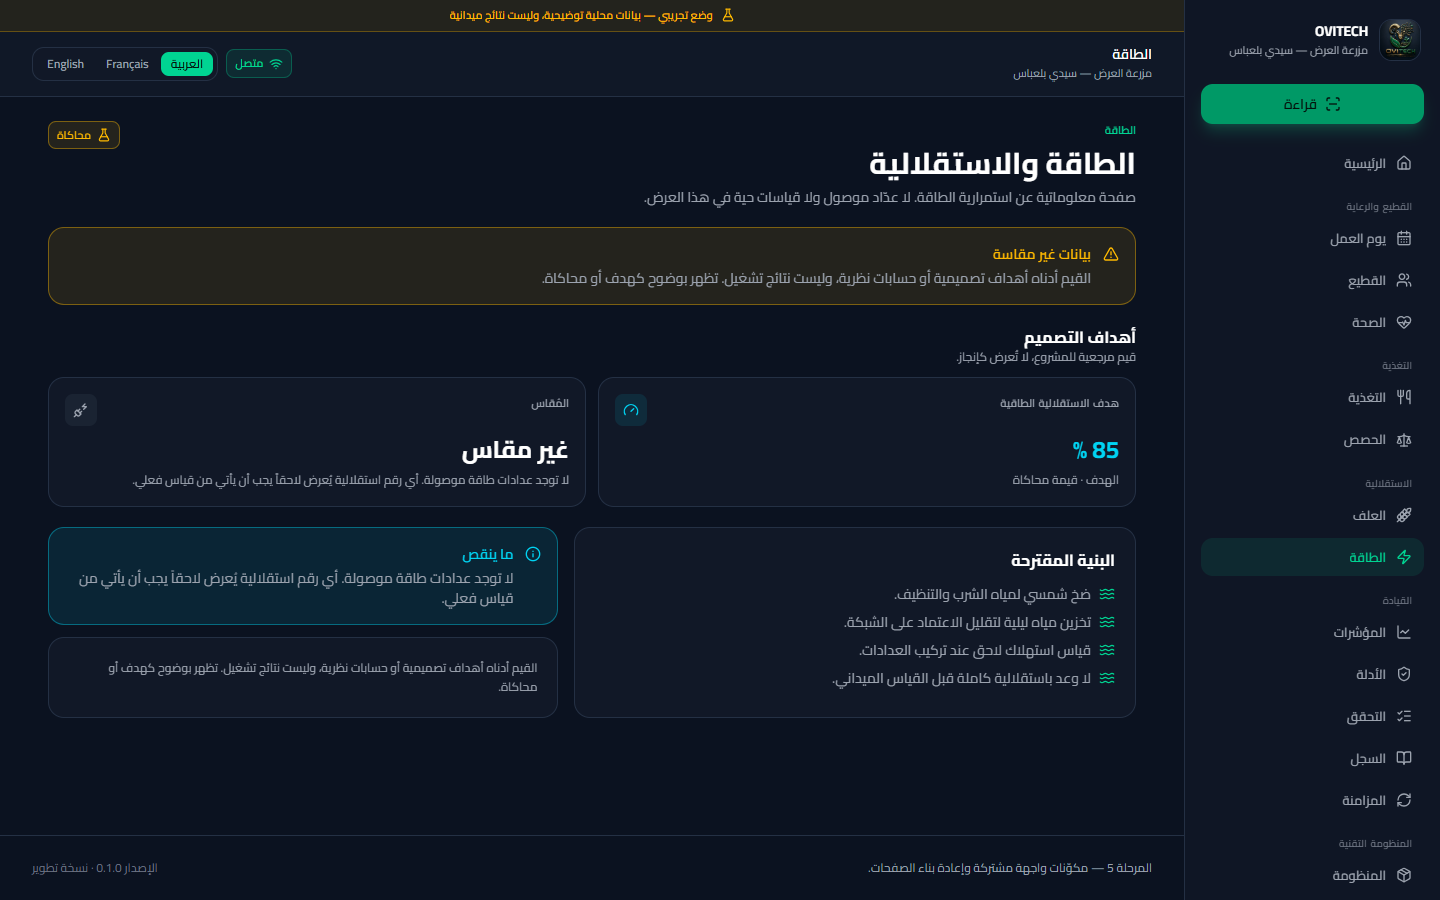 وضع تجريبي — بيانات محلية توضيحية، وليست نتائج ميدانية
OVITECH
مزرعة العرض — سيدي بلعباس
قراءة
الرئيسية
القطيع والرعاية
يوم العمل
القطيع
الصحة
التغذية
التغذية
الحصص
الاستقلالية
العلف
الطاقة
القيادة
المؤشرات
الأدلة
التحقق
السجل
المزامنة
المنظومة التقنية
المنظومة
الطاقة
مزرعة العرض — سيدي بلعباس
متصل
العربية
Français
English
الطاقة
محاكاة
الطاقة والاستقلالية
صفحة معلوماتية عن استمرارية الطاقة. لا عدّاد موصول ولا قياسات حية في هذا العرض.
بيانات غير مقاسة
القيم أدناه أهداف تصميمية أو حسابات نظرية، وليست نتائج تشغيل. تظهر بوضوح كهدف أو محاكاة.
أهداف التصميم
قيم مرجعية للمشروع، لا تُعرض كإنجاز.
هدف الاستقلالية الطاقية
85 %
الهدف · قيمة محاكاة
المُقاس
غير مقاس
لا توجد عدادات طاقة موصولة. أي رقم استقلالية يُعرض لاحقاً يجب أن يأتي من قياس فعلي.
البنية المقترحة
ضخ شمسي لمياه الشرب والتنظيف.
تخزين مياه ليلية لتقليل الاعتماد على الشبكة.
قياس استهلاك لاحق عند تركيب العدادات.
لا وعد باستقلالية كاملة قبل القياس الميداني.
ما ينقص
لا توجد عدادات طاقة موصولة. أي رقم استقلالية يُعرض لاحقاً يجب أن يأتي من
قياس فعلي.
القيم أدناه أهداف تصميمية أو حسابات نظرية، وليست نتائج تشغيل. تظهر بوضوح كهدف أو
محاكاة.
المرحلة 5 — مكوّنات واجهة مشتركة وإعادة بناء الصفحات.
الإصدار 0.1.0 · نسخة تطوير